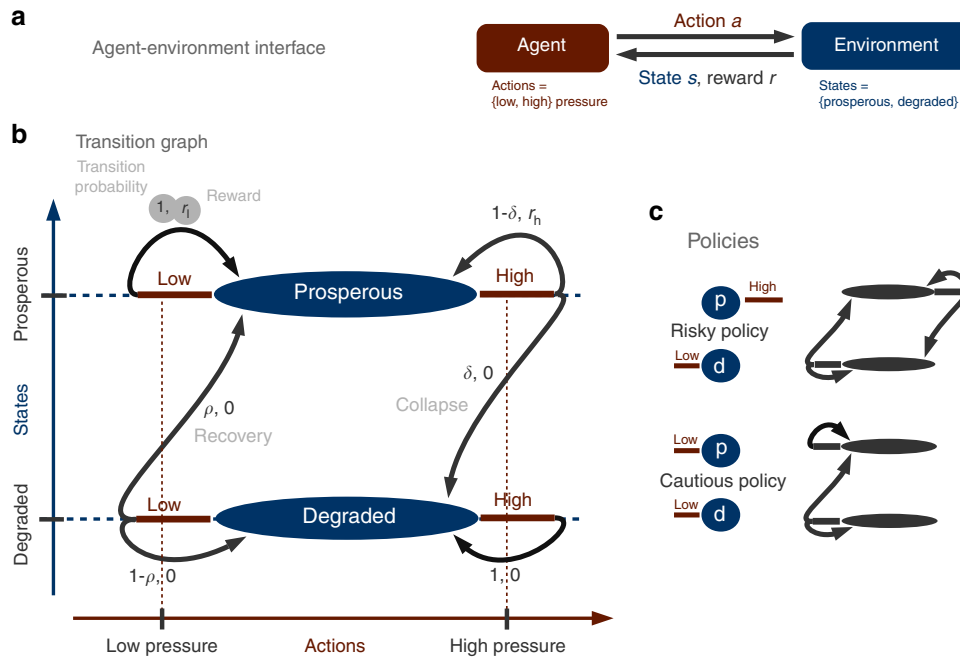 a
Agent-environment interface
Agent
Action a
Environment
State s, reward r
Actions =
{low, high} pressure
States =
{prosperous, degraded}
b
Transition graph
Transition
probability
Reward
1, rl
1-δ, rh
Low
Prosperous
High
ρ, 0
Recovery
δ, 0
Collapse
Low
Degraded
High
1-ρ, 0
1, 0
Prosperous
States
Degraded
Low pressure
Actions
High pressure
c
Policies
High
p
Risky policy
Low
d
Low
p
Cautious policy
Low
d